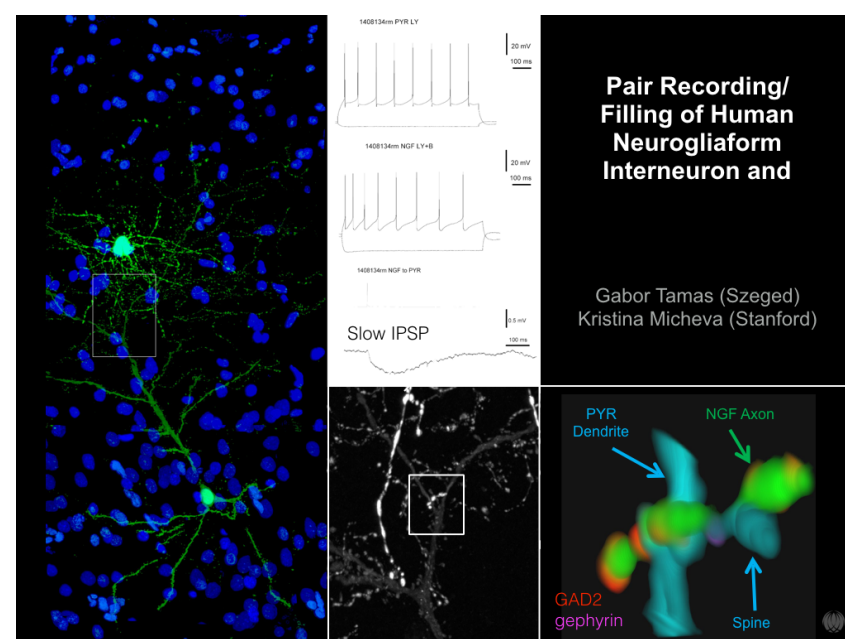 1408134rm PYR LY
20 mV
100 ms
1408134rm NGF LY+B
20 mV
100 ms
1408134rm NGF to PYR
0.5 mV
100 ms
Slow IPSP
Pair Recording/
Filling of Human
Neurogliaform
Interneuron and
Gabor Tamas (Szeged)
Kristina Micheva (Stanford)
PYR
Dendrite
NGF Axon
GAD2
gephyrin
Spine